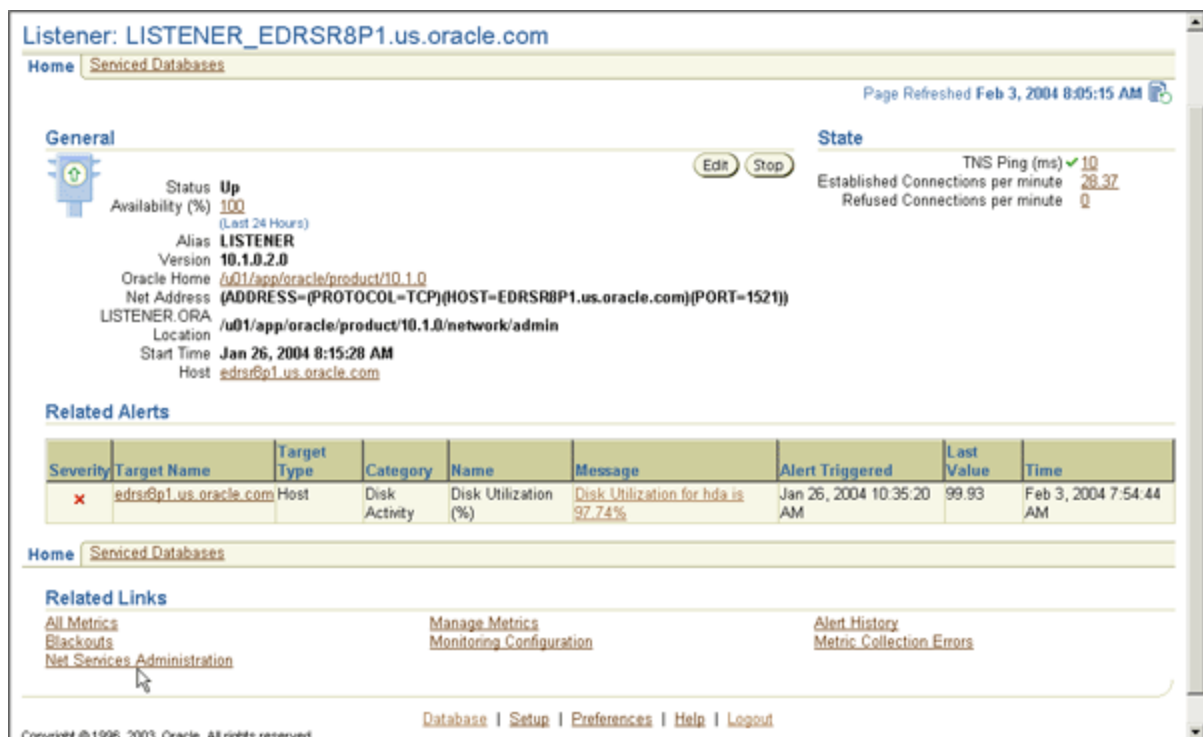 Listener: LISTENER_EDRSR8P1.us.oracle.com
Home Serviced Databases
Page Refreshed Feb 3, 2004 8:05:15 AM
General
State
Edit Stop
TNS Ping (ms) 10
Established Connections per minute 28.37
Refused Connections per minute 0
Status Up
Availability (%) 100
(Last 24 Hours)
Alias LISTENER
Version 10.1.0.2.0
Oracle Home /u01/app/oracle/product/10.1.0
Net Address (ADDRESS=(PROTOCOL=TCP)(HOST=EDRSR8P1.us.oracle.com)(PORT=1521))
LISTENER.ORA
Location /u01/app/oracle/product/10.1.0/network/admin
Start Time Jan 26, 2004 8:15:28 AM
Host edrsr8p1.us.oracle.com
Related Alerts
Severity Target Name Target Type Category Name Message Alert Triggered Last Value Time
edrsr8p1.us.oracle.com Host Disk Activity Disk Utilization (%) Disk Utilization for hda is 97.74% Jan 26, 2004 10:35:20 AM 99.93 Feb 3, 2004 7:54:44 AM
Home Serviced Databases
Related Links
All Metrics Manage Metrics Alert History
Blackouts Monitoring Configuration Metric Collection Errors
Net Services Administration
Database | Setup | Preferences | Help | Logout
Copyright © 1996, 2003, Oracle. All rights reserved.